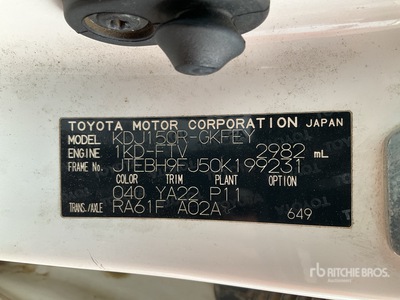 TOYOTA MOTOR CORPORATION JAPAN
MODEL KDJ150R-GKFEY
ENGINE 1KD-FTV 2982 mL
FRAME No. JTEBH9FJ50K199231
COLOR TRIM PLANT OPTION
040 YA22 P11
TRANS./AXLE RA61F A02A 649
rb RITCHIE BROS.